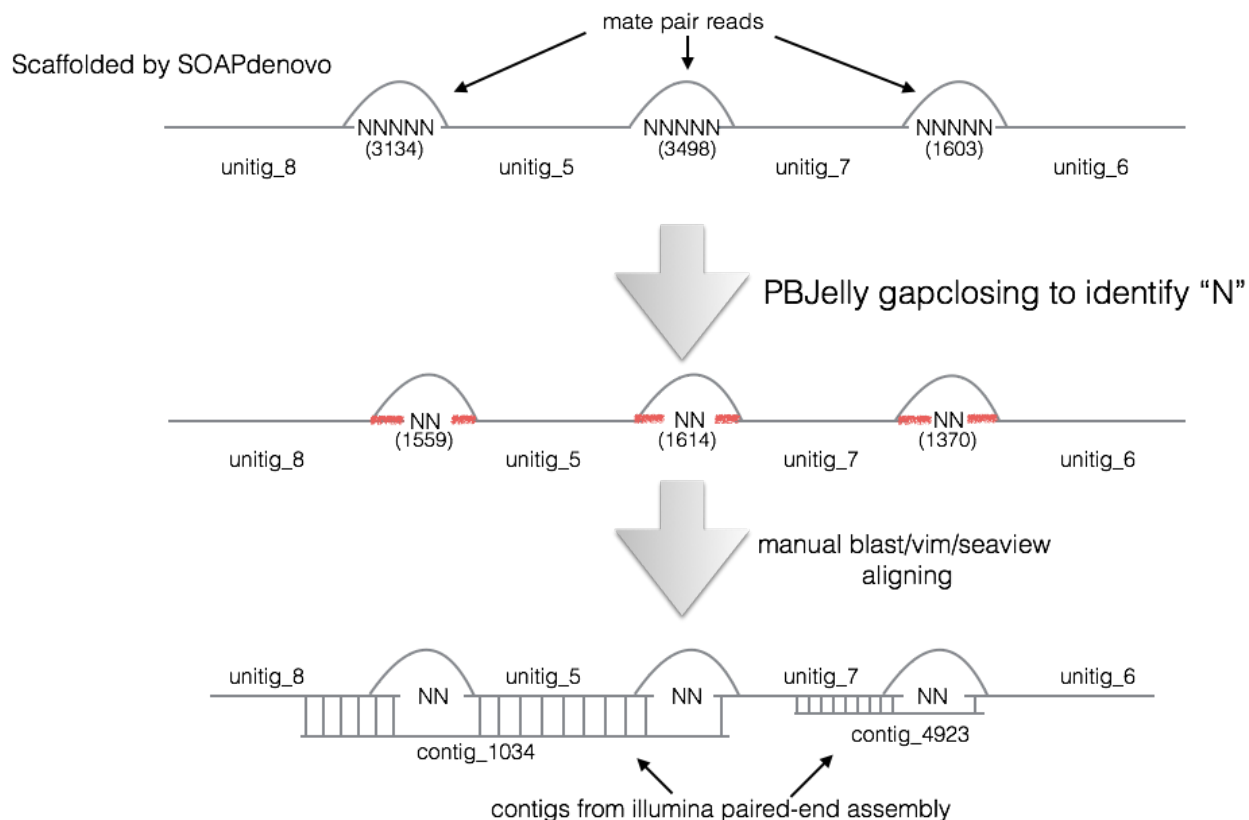 mate pair reads
Scaffolded by SOAPdenovo
NNNNN NNNNN NNNNN
(3134) (3498) (1603)
unitig_8 unitig_5 unitig_7 unitig_6
PBJelly gapclosing to identify “N”
NN NN NN
(1559) (1614) (1370)
unitig_8 unitig_5 unitig_7 unitig_6
manual blast/vim/seaview
aligning
unitig_8 unitig_5 unitig_7 unitig_6
NN NN NN
contig_1034 contig_4923
contigs from illumina paired-end assembly